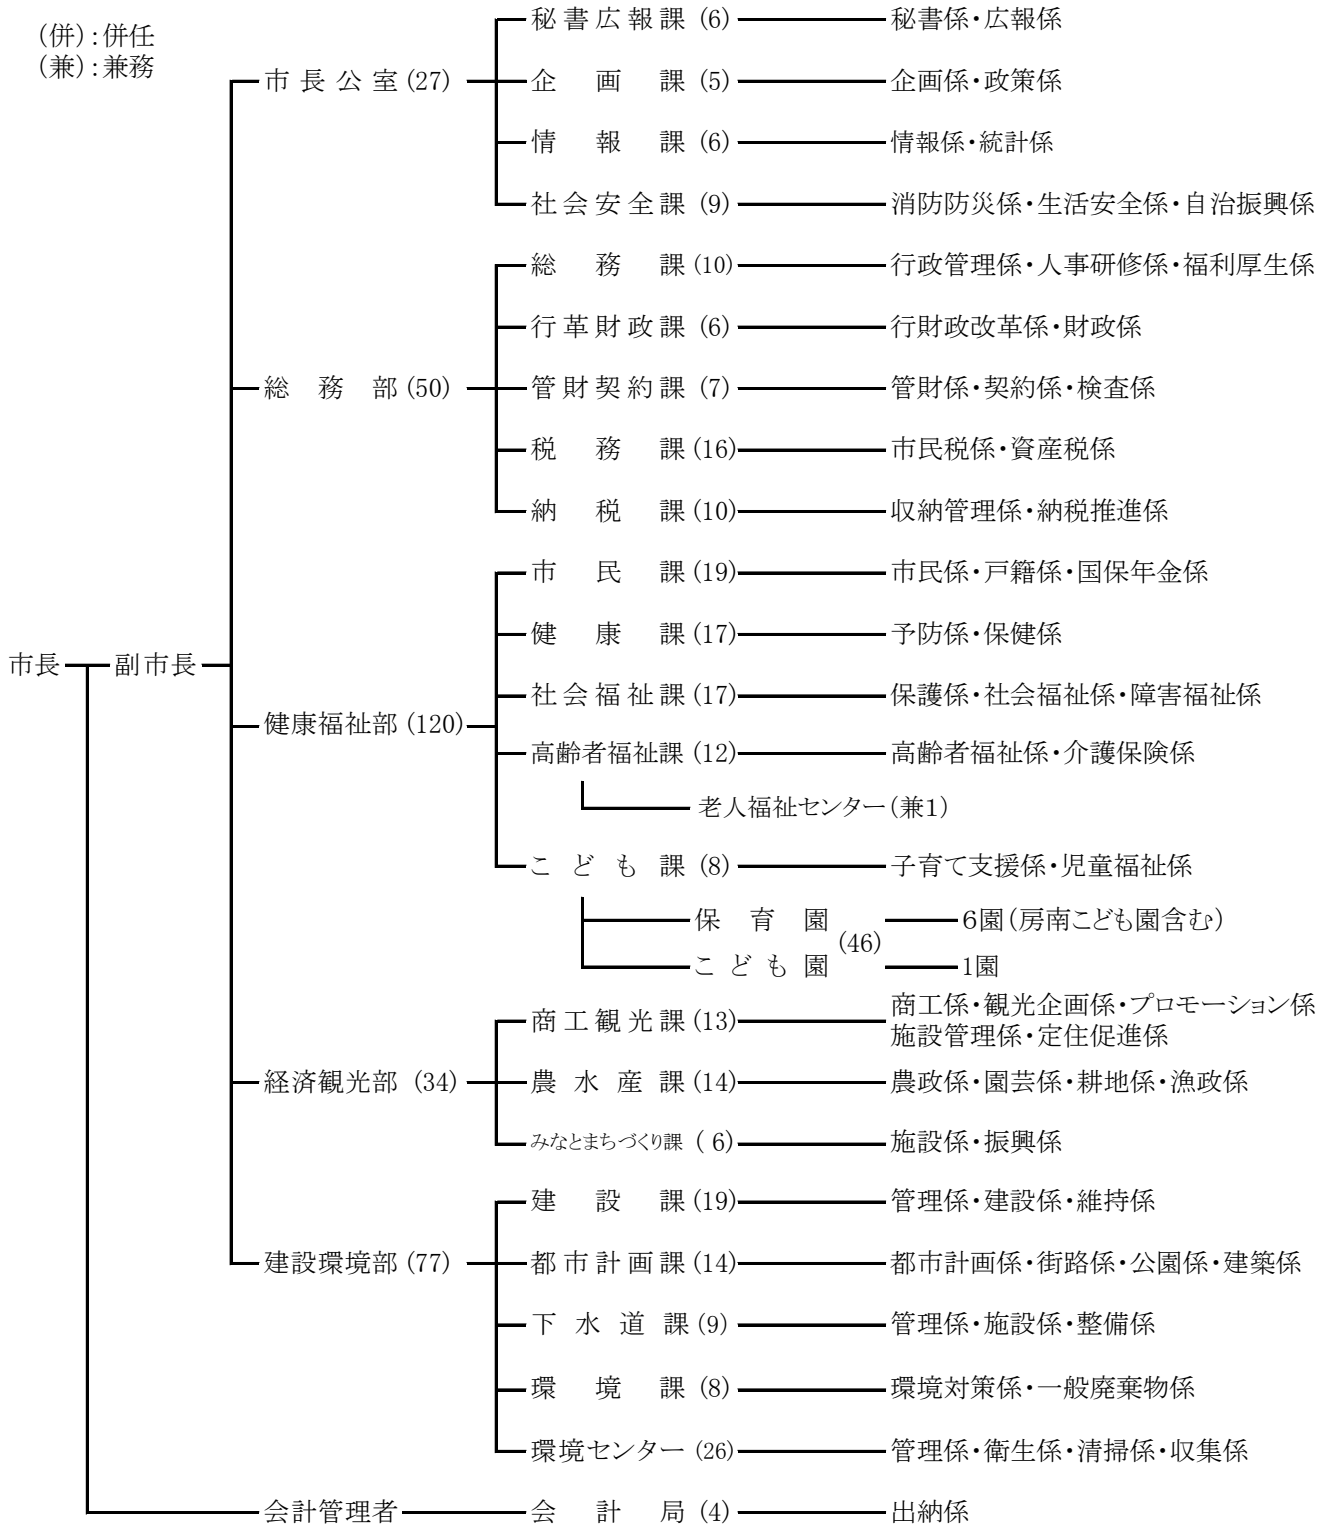 (併):併任
(兼):兼務
秘書広報課 (6) 秘書係・広報係
市長公室 (27) 企画課 (5) 企画係・政策係
情報課 (6) 情報係・統計係
社会安全課 (9) 消防防災係・生活安全係・自治振興係
総務課 (10) 行政管理係・人事研修係・福利厚生係
行革財政課 (6) 行財政改革係・財政係
総務部 (50) 管財契約課 (7) 管財係・契約係・検査係
税務課 (16) 市民税係・資産税係
納税課 (10) 収納管理係・納税推進係
市民課 (19) 市民係・戸籍係・国保年金係
健康課 (17) 予防係・保健係
市長 副市長
社会福祉課 (17) 保護係・社会福祉係・障害福祉係
健康福祉部 (120)
高齢者福祉課 (12) 高齢者福祉係・介護保険係
老人福祉センター(兼1)
こども課 (8) 子育て支援係・児童福祉係
保育園 6園(房南こども園含む)
(46)
こども園 1園
商工観光課 (13) 商工係・観光企画係・プロモーション係
施設管理係・定住促進係
経済観光部 (34) 農水産課 (14) 農政係・園芸係・耕地係・漁政係
みなとまちづくり課 ( 6) 施設係・振興係
建設課 (19) 管理係・建設係・維持係
建設環境部 (77) 都市計画課 (14) 都市計画係・街路係・公園係・建築係
下水道課 (9) 管理係・施設係・整備係
環境課 (8) 環境対策係・一般廃棄物係
環境センター (26) 管理係・衛生係・清掃係・収集係
会計管理者 会計局 (4) 出納係